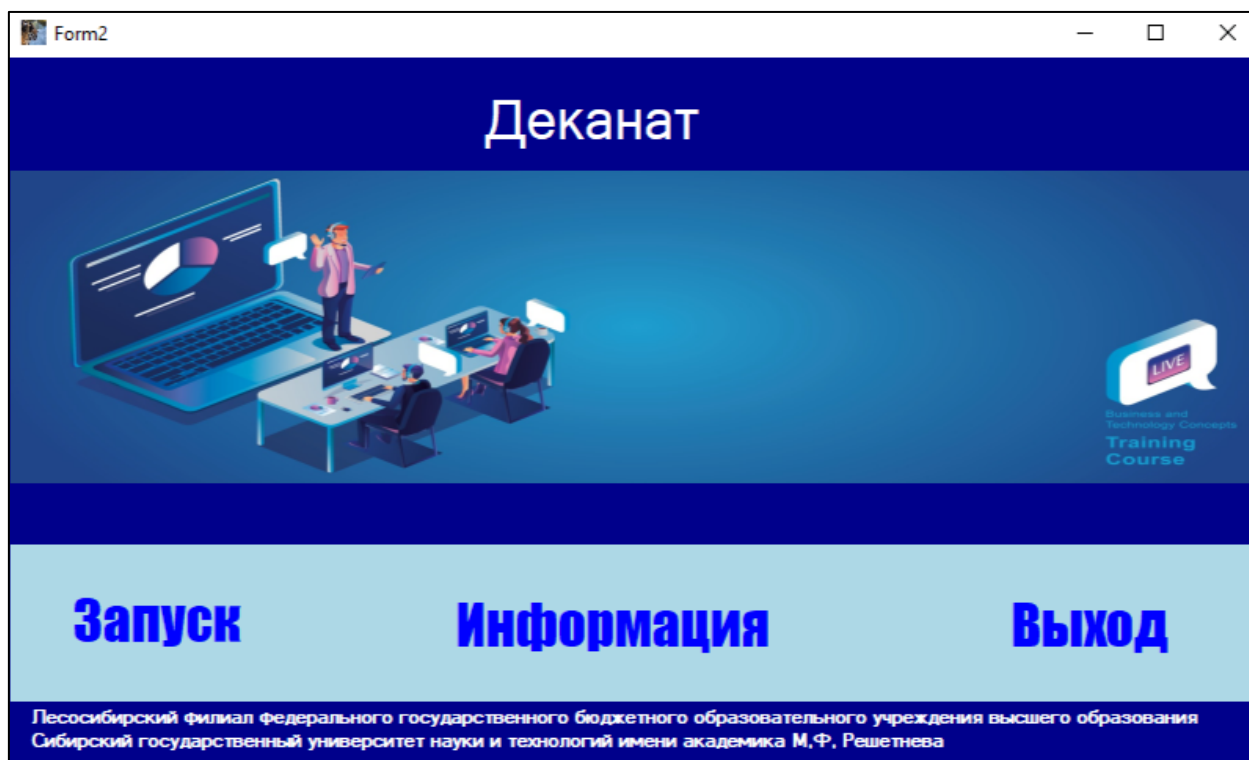 Form2
Деканат
LIVE
Business and
Technology Concepts
Training
Course
Запуск
Информация
Выход
Лесосибирский филиал федерального государственного бюджетного образовательного учреждения высшего образования
Сибирский государственный университет науки и технологий имени академика М,Ф, Решетнева